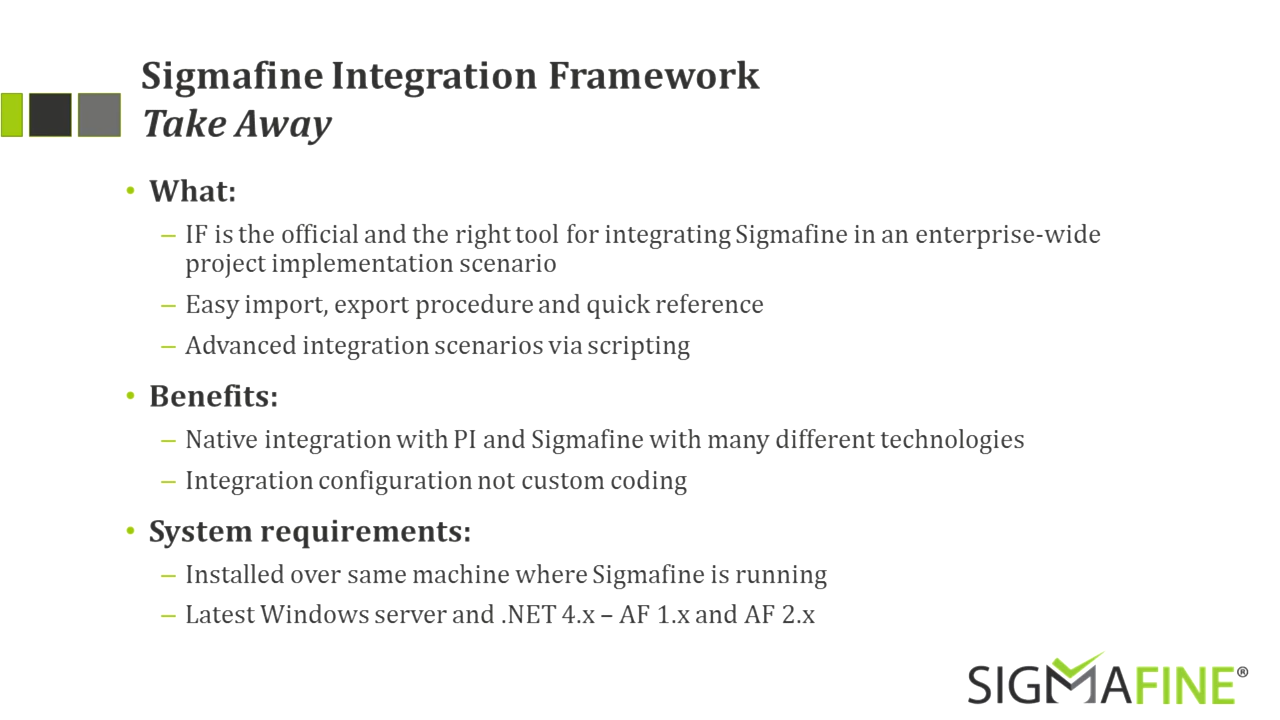 Sigmafine Integration Framework
Take Away
• What:
– IF is the official and the right tool for integrating Sigmafine in an enterprise-wide
project implementation scenario
– Easy import, export procedure and quick reference
– Advanced integration scenarios via scripting
• Benefits:
– Native integration with PI and Sigmafine with many different technologies
– Integration configuration not custom coding
• System requirements:
– Installed over same machine where Sigmafine is running
– Latest Windows server and .NET 4.x – AF 1.x and AF 2.x
SIGMAFINE®